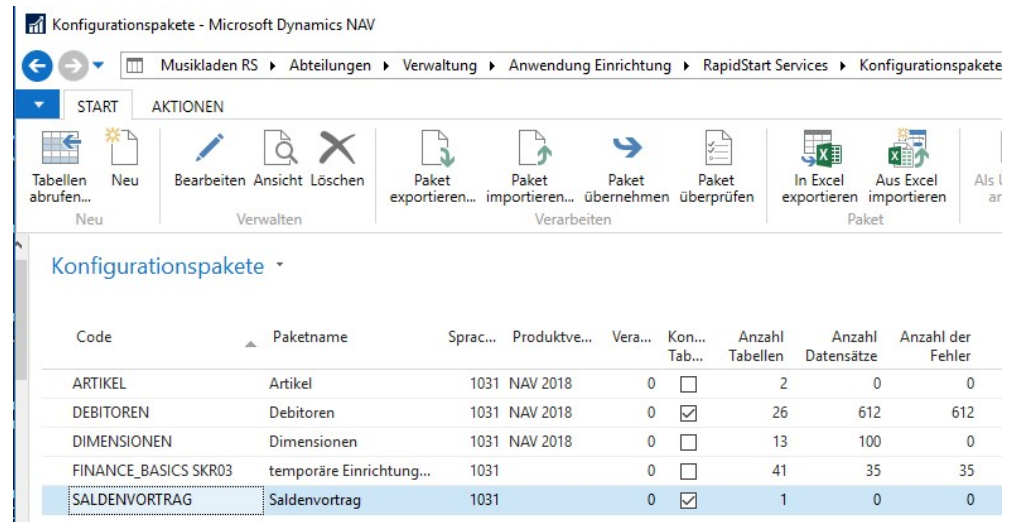 Konfigurationspakete - Microsoft Dynamics NAV
Musikladen RS Abteilungen Verwaltung Anwendung Einrichtung RapidStart Services Konfigurationspakete
START AKTIONEN
Tabellen abrufen... Neu Bearbeiten Ansicht Löschen Paket exportieren... Paket importieren... Paket übernehmen Paket überprüfen In Excel exportieren Aus Excel importieren
Neu Verwalten Verarbeiten Paket
Konfigurationspakete
Code Paketname Sprac... Produktve... Vera... Kon... Tab... Anzahl Tabellen Anzahl Datensätze Anzahl der Fehler
ARTIKEL Artikel 1031 NAV 2018 0 2 0 0
DEBITOREN Debitoren 1031 NAV 2018 0 26 612 612
DIMENSIONEN Dimensionen 1031 NAV 2018 0 13 100 0
FINANCE_BASICS SKR03 temporäre Einrichtung... 1031 0 41 35 35
SALDENVORTRAG Saldenvortrag 1031 0 1 0 0